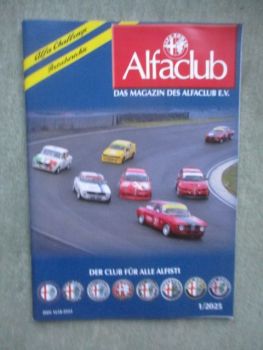 Alfa Challenge
Alfaclub
DAS MAGAZIN DES ALFACLUB E.V.
DER CLUB FÜR ALLE ALFISTI
1/2025